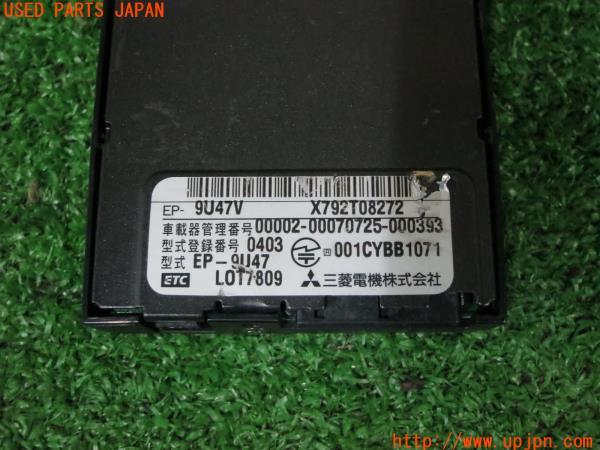 USED PARTS JAPAN
EP- 9U47V X792T08272
車載器管理番号 00002-00070725-000393
型式登録番号 0403 回 001CYBB1071
型式 EP-9U47
ETC LOT7809 三菱電機株式会社
http://www.upjpn.com/